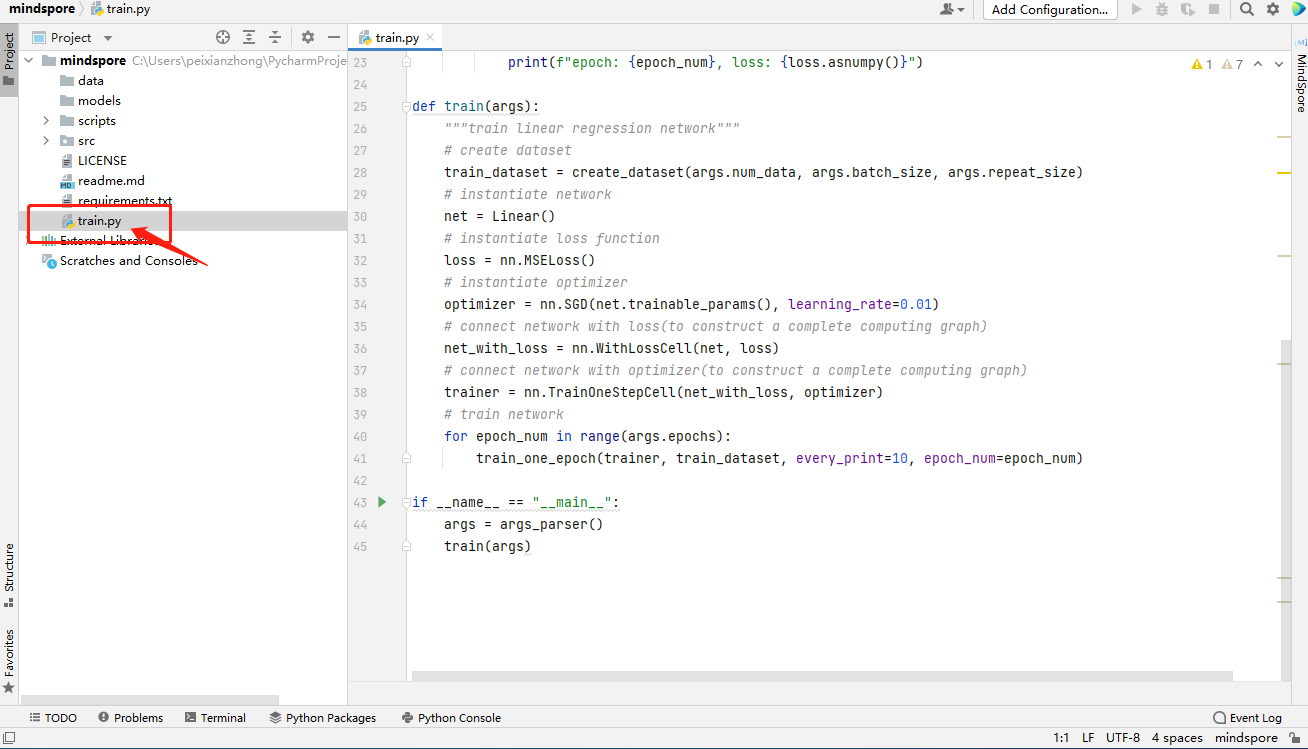 mindspore train.py
Add Configuration...
Project
Project
train.py
mindspore C:\Users\peixianzhong\PycharmProje
data
models
scripts
src
LICENSE
MD readme.md
requirements.txt
train.py
External Libraries
Scratches and Consoles
1 7
23 print(f"epoch: {epoch_num}, loss: {loss.asnumpy()}")
24
25 def train(args):
26 """train linear regression network"""
27 # create dataset
28 train_dataset = create_dataset(args.num_data, args.batch_size, args.repeat_size)
29 # instantiate network
30 net = Linear()
31 # instantiate loss function
32 loss = nn.MSELoss()
33 # instantiate optimizer
34 optimizer = nn.SGD(net.trainable_params(), learning_rate=0.01)
35 # connect network with loss(to construct a complete computing graph)
36 net_with_loss = nn.WithLossCell(net, loss)
37 # connect network with optimizer(to construct a complete computing graph)
38 trainer = nn.TrainOneStepCell(net_with_loss, optimizer)
39 # train network
40 for epoch_num in range(args.epochs):
41 train_one_epoch(trainer, train_dataset, every_print=10, epoch_num=epoch_num)
42
43 if __name__ == "__main__":
44 args = args_parser()
45 train(args)
[M] MindSpore
Structure
Favorites
TODO Problems Terminal Python Packages Python Console Event Log
1:1 LF UTF-8 4 spaces mindspore